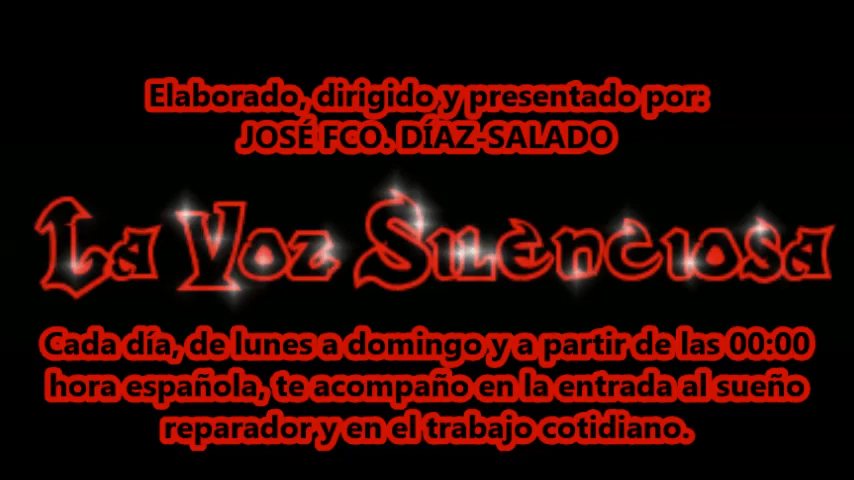 Elaborado, dirigido y presentado por:
JOSÉ FCO. DÍAZ-SALADO
La Voz Silenciosa
Cada día, de lunes a domingo y a partir de las 00:00
hora española, te acompaño en la entrada al sueño
reparador y en el trabajo cotidiano.